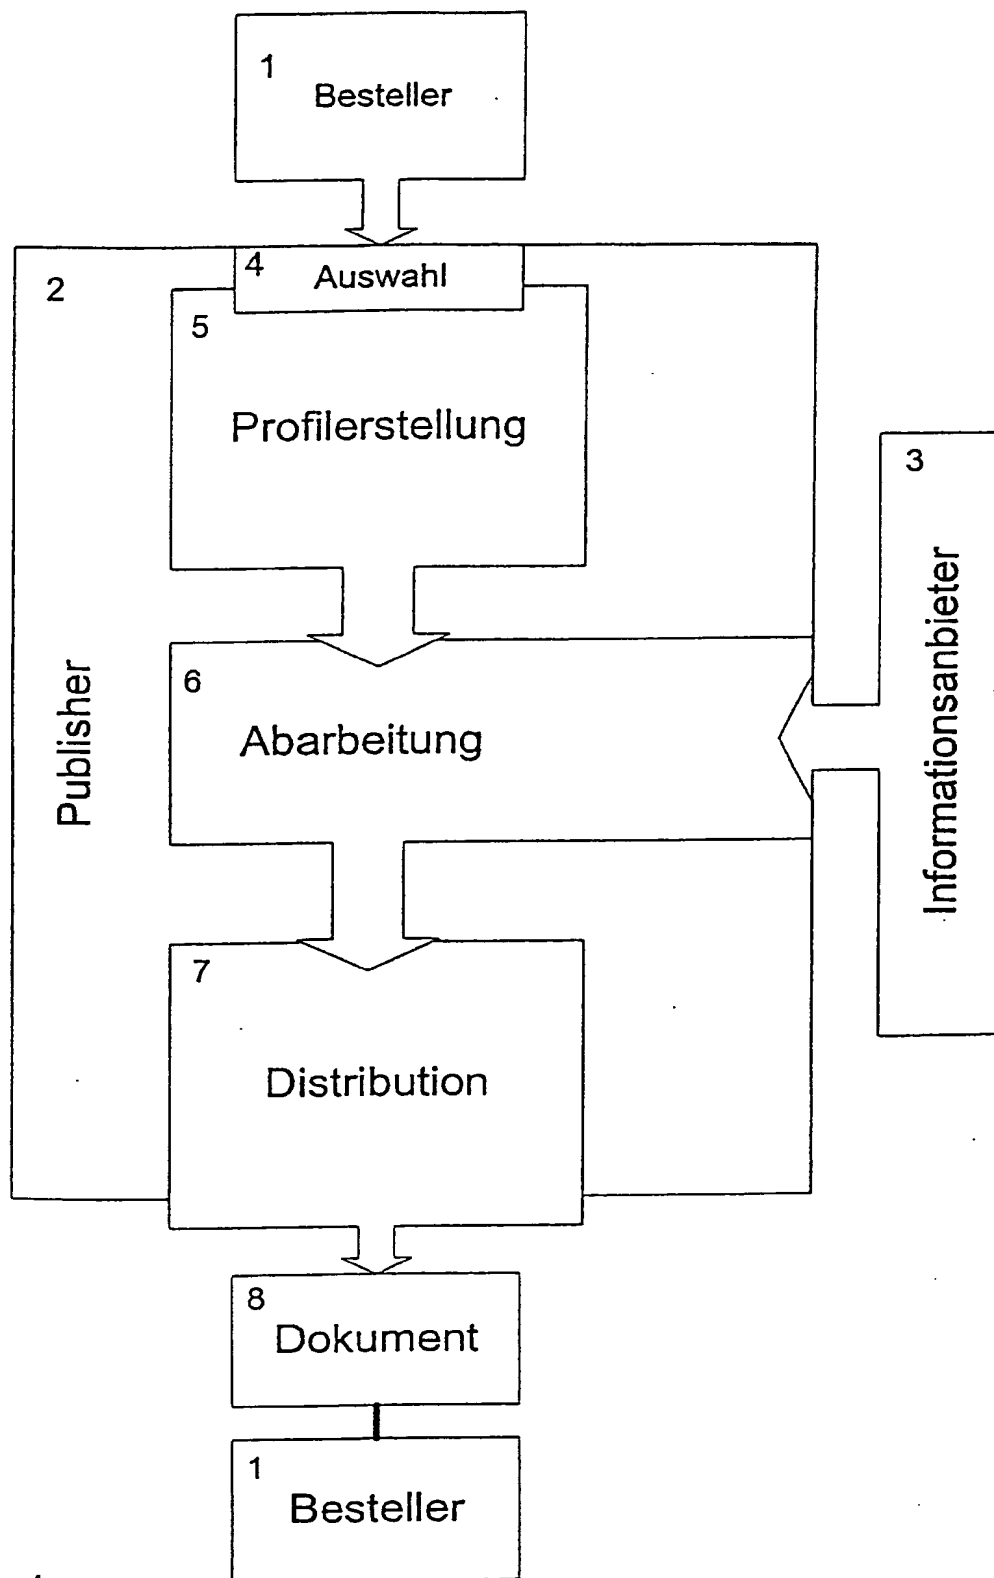 1
Besteller
4
Auswahl
2
5
Profilerstellung
3
Informationsanbieter
Publisher
6
Abarbeitung
7
Distribution
8
Dokument
1
Besteller